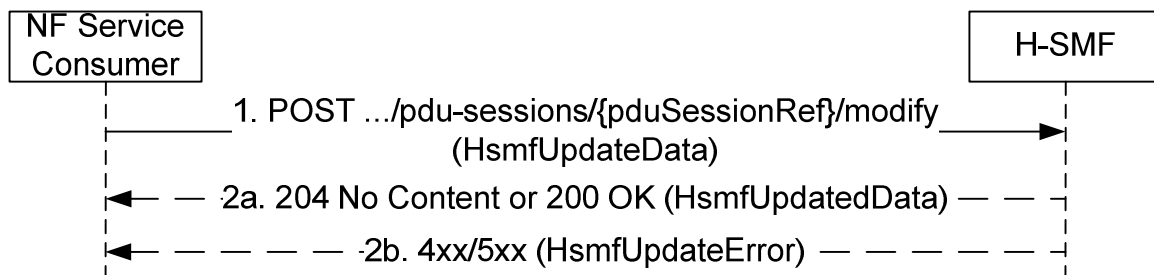 NF Service
Consumer
H-SMF
1. POST .../pdu-sessions/{pduSessionRef}/modify
(HsmfUpdateData)
2a. 204 No Content or 200 OK (HsmfUpdatedData)
2b. 4xx/5xx (HsmfUpdateError)